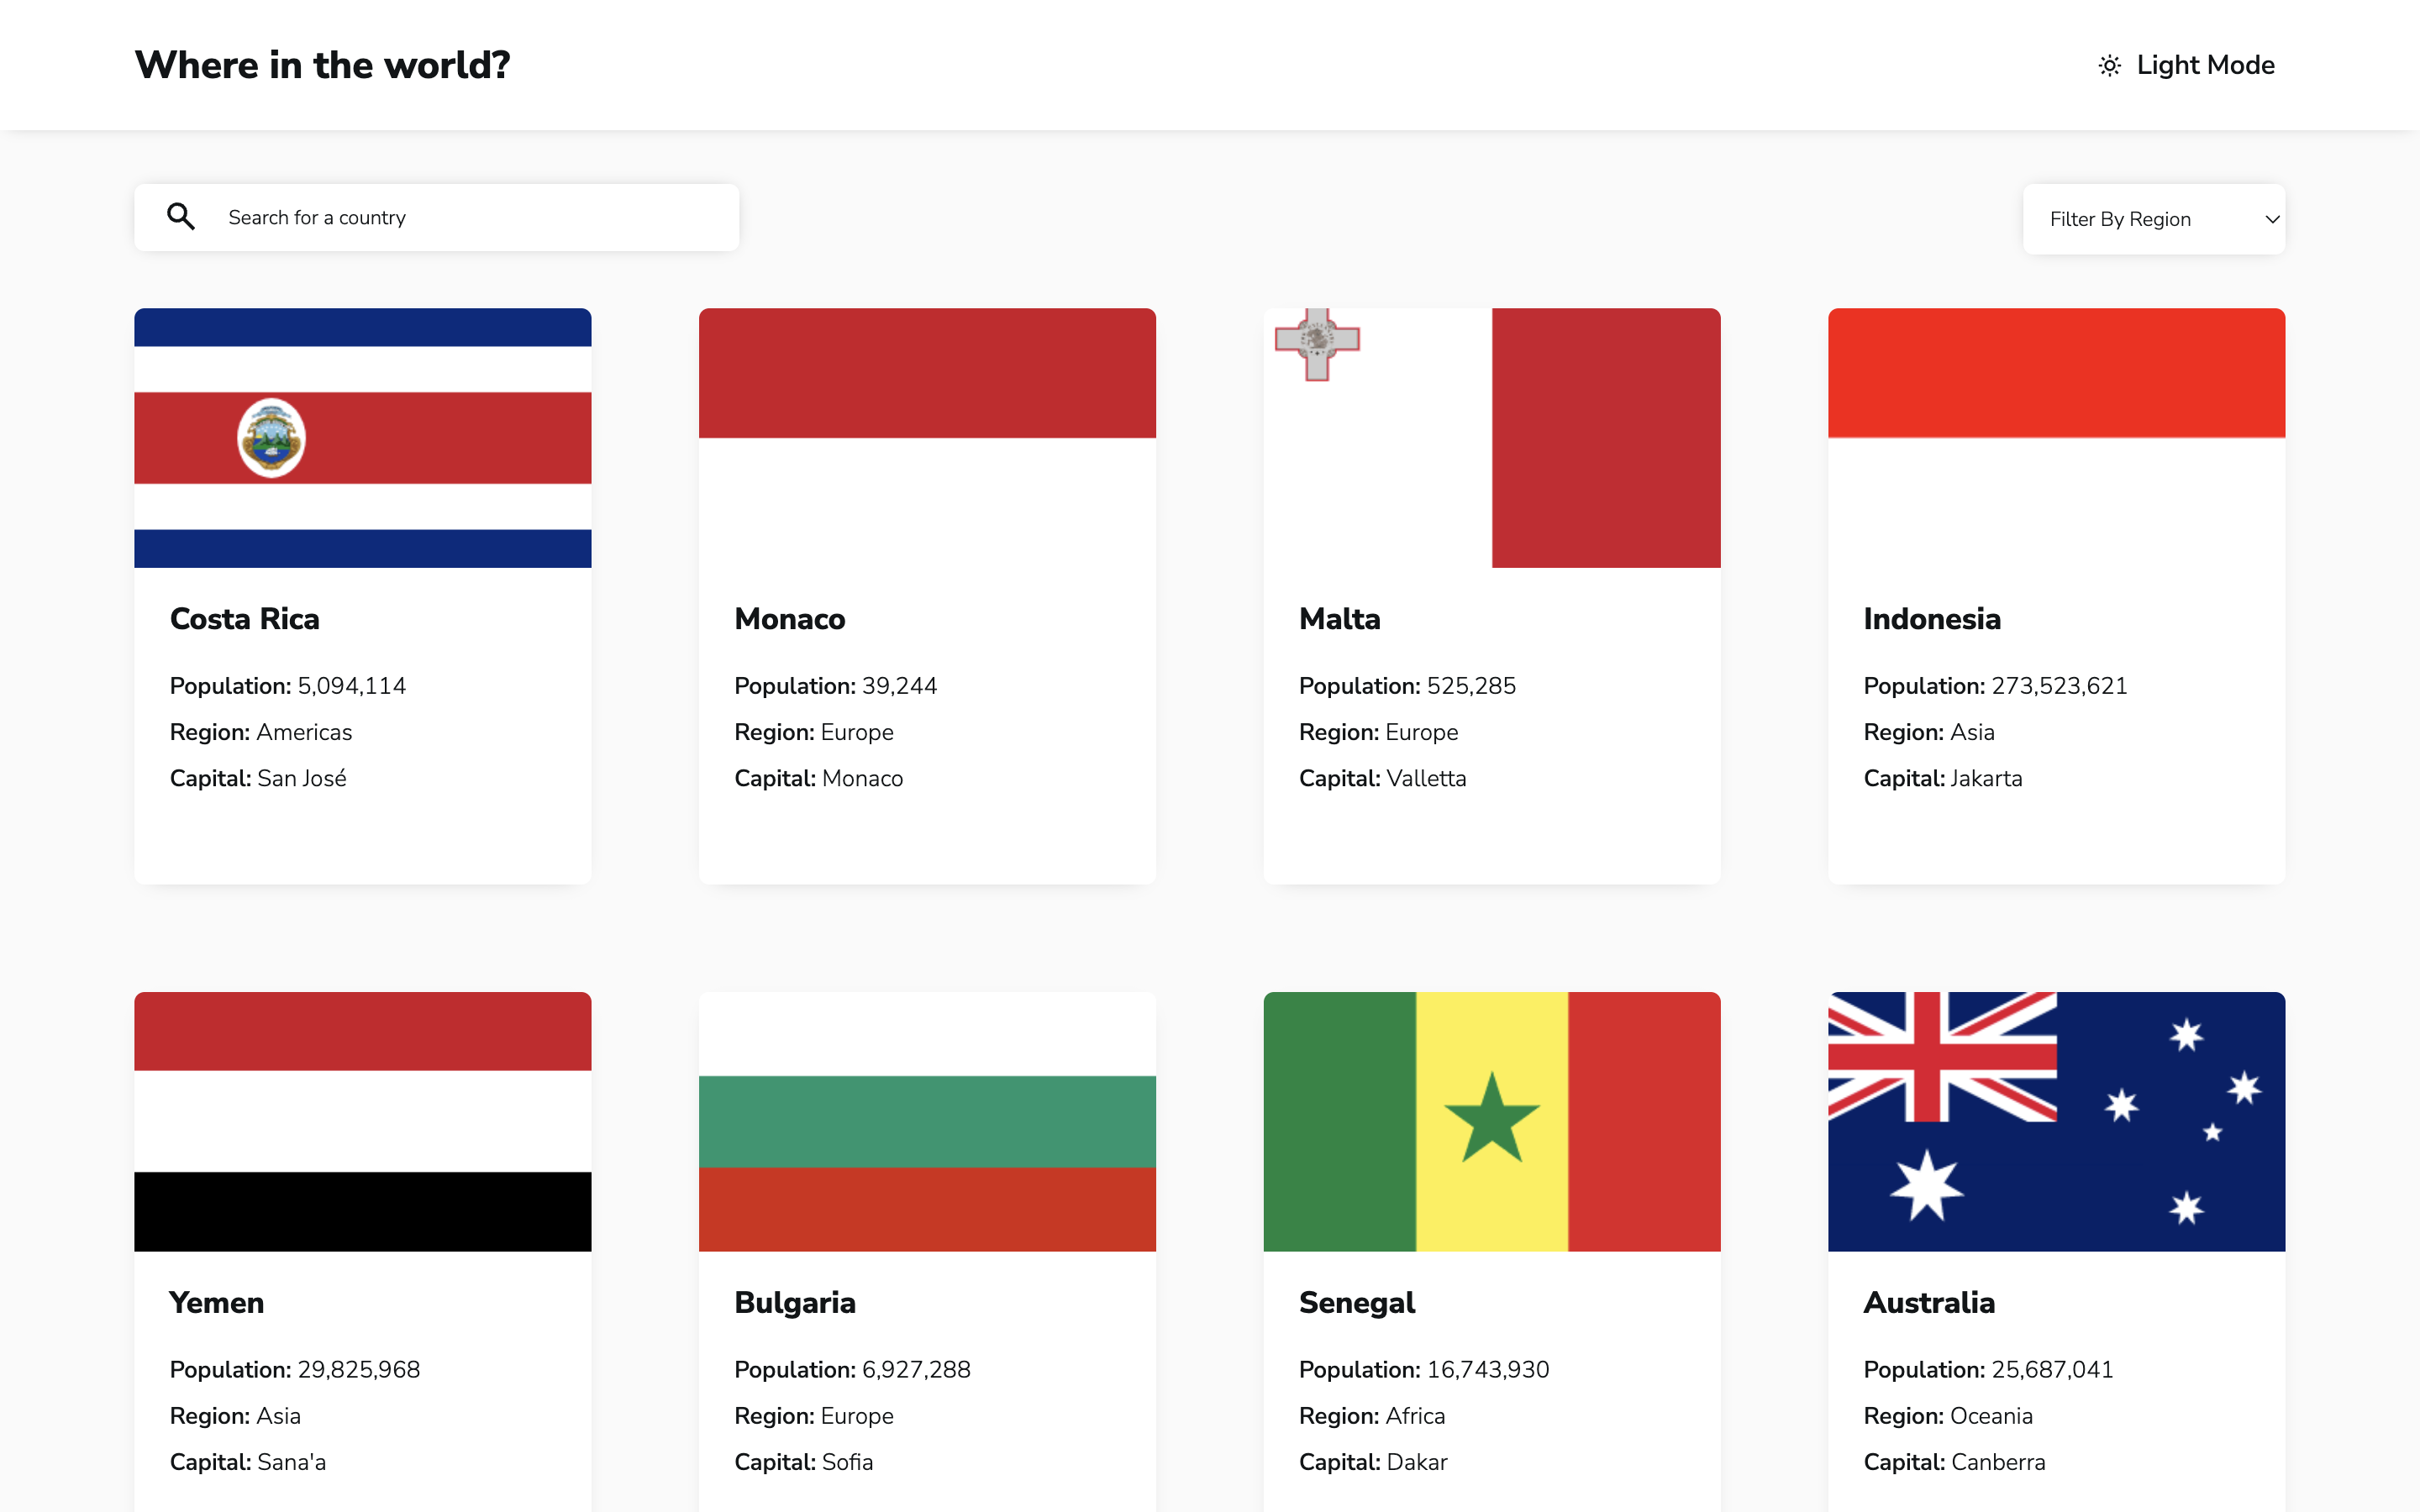 Where in the world?
Light Mode
Search for a country
Filter By Region
Costa Rica
Population: 5,094,114
Region: Americas
Capital: San José
Monaco
Population: 39,244
Region: Europe
Capital: Monaco
Malta
Population: 525,285
Region: Europe
Capital: Valletta
Indonesia
Population: 273,523,621
Region: Asia
Capital: Jakarta
Yemen
Population: 29,825,968
Region: Asia
Capital: Sana'a
Bulgaria
Population: 6,927,288
Region: Europe
Capital: Sofia
Senegal
Population: 16,743,930
Region: Africa
Capital: Dakar
Australia
Population: 25,687,041
Region: Oceania
Capital: Canberra